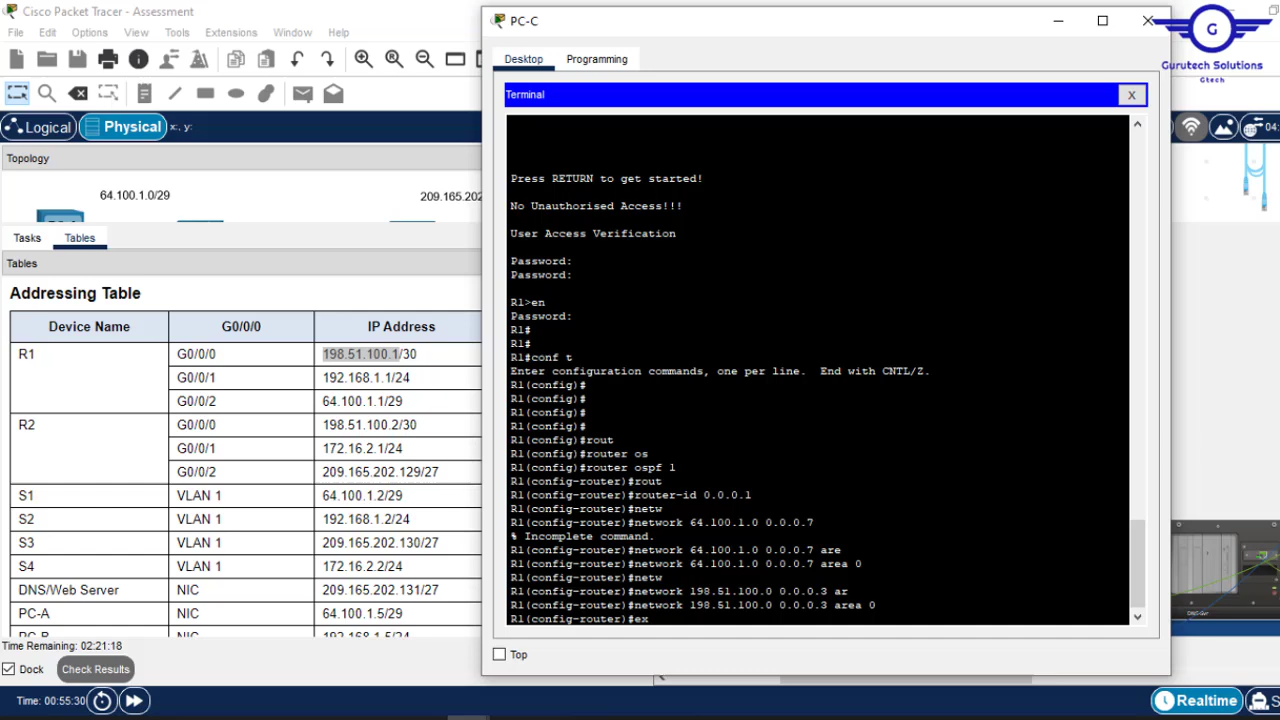 Cisco Packet Tracer - Assessment
File Edit Options View Tools Extensions Window Help
Logical
Physical
x:, y:
Topology
64.100.1.0/29
209.165.202
Tasks
Tables
Tables
Addressing Table
Device Name G0/0/0 IP Address
R1 G0/0/0 198.51.100.1/30
G0/0/1 192.168.1.1/24
G0/0/2 64.100.1.1/29
R2 G0/0/0 198.51.100.2/30
G0/0/1 172.16.2.1/24
G0/0/2 209.165.202.129/27
S1 VLAN 1 64.100.1.2/29
S2 VLAN 1 192.168.1.2/24
S3 VLAN 1 209.165.202.130/27
S4 VLAN 1 172.16.2.2/24
DNS/Web Server NIC 209.165.202.131/27
PC-A NIC 64.100.1.5/29
PC-B NIC 192.168.1.5/24
Time Remaining: 02:21:18
Dock
Check Results
Time: 00:55:30
PC-C
Desktop Programming
Terminal
X
Press RETURN to get started!
No Unauthorised Access!!!
User Access Verification
Password:
Password:
R1>en
Password:
R1#
R1#
R1#conf t
Enter configuration commands, one per line.  End with CNTL/Z.
R1(config)#
R1(config)#
R1(config)#
R1(config)#
R1(config)#rout
R1(config)#router os
R1(config)#router ospf 1
R1(config-router)#rout
R1(config-router)#router-id 0.0.0.1
R1(config-router)#netw
R1(config-router)#network 64.100.1.0 0.0.0.7
% Incomplete command.
R1(config-router)#network 64.100.1.0 0.0.0.7 are
R1(config-router)#network 64.100.1.0 0.0.0.7 area 0
R1(config-router)#netw
R1(config-router)#network 198.51.100.0 0.0.0.3 ar
R1(config-router)#network 198.51.100.0 0.0.0.3 area 0
R1(config-router)#ex
Top
G
Gurutech Solutions
Gtech
04:
Realtime
S